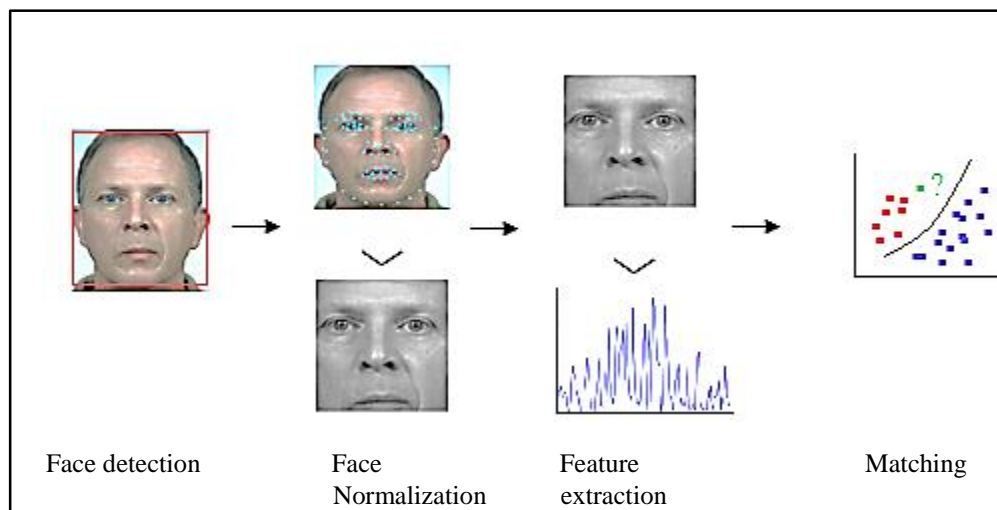 ?
Face detection
Face
Normalization
Feature
extraction
Matching